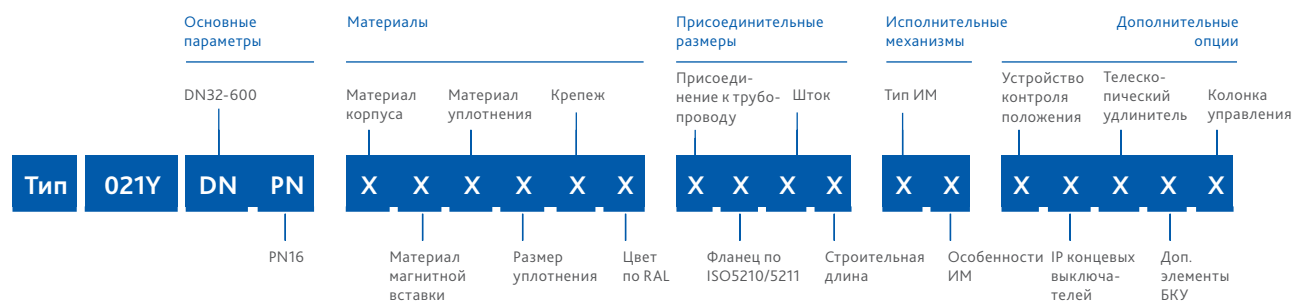 Основные
параметры
Материалы
Присоединительные
размеры
Исполнительные
механизмы
Дополнительные
опции
DN32-600
Материал
корпуса
Материал
уплотнения
Крепеж
Присоеди-
нение к трубо-
проводу
Шток
Тип ИМ
Устройство
контроля
положения
Телеско-
пический
удлинитель
Колонка
управления
Тип 021Y DN PN X X X X X X X X X X X X X X X X X
PN16
Материал
магнитной
вставки
Размер
уплотнения
Цвет
по RAL
Фланец по
ISO5210/5211
Строительная
длина
Особенности
ИМ
IP концевых
выключа-
телей
Доп.
элементы
БКУ